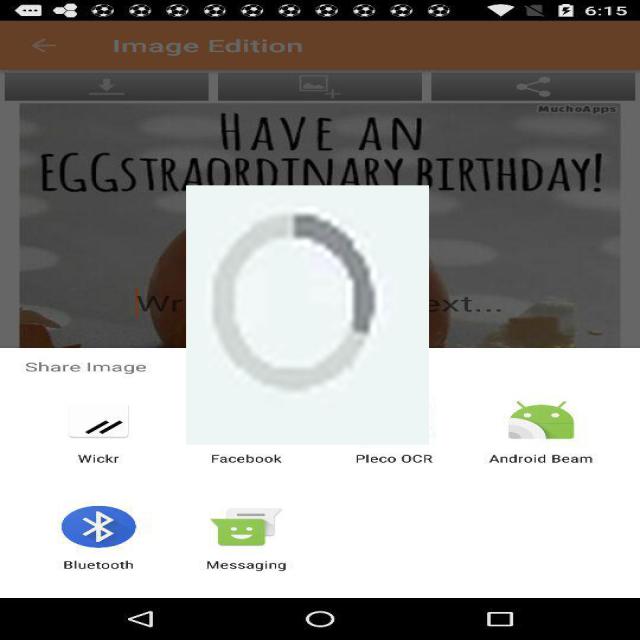 6:15
Image Edition
MuchoApps
HAVE AN
EGGSTRAORDINARY BIRTHDAY!
Wr ext...
Share Image
Wickr Facebook Pleco OCR Android Beam
Bluetooth Messaging